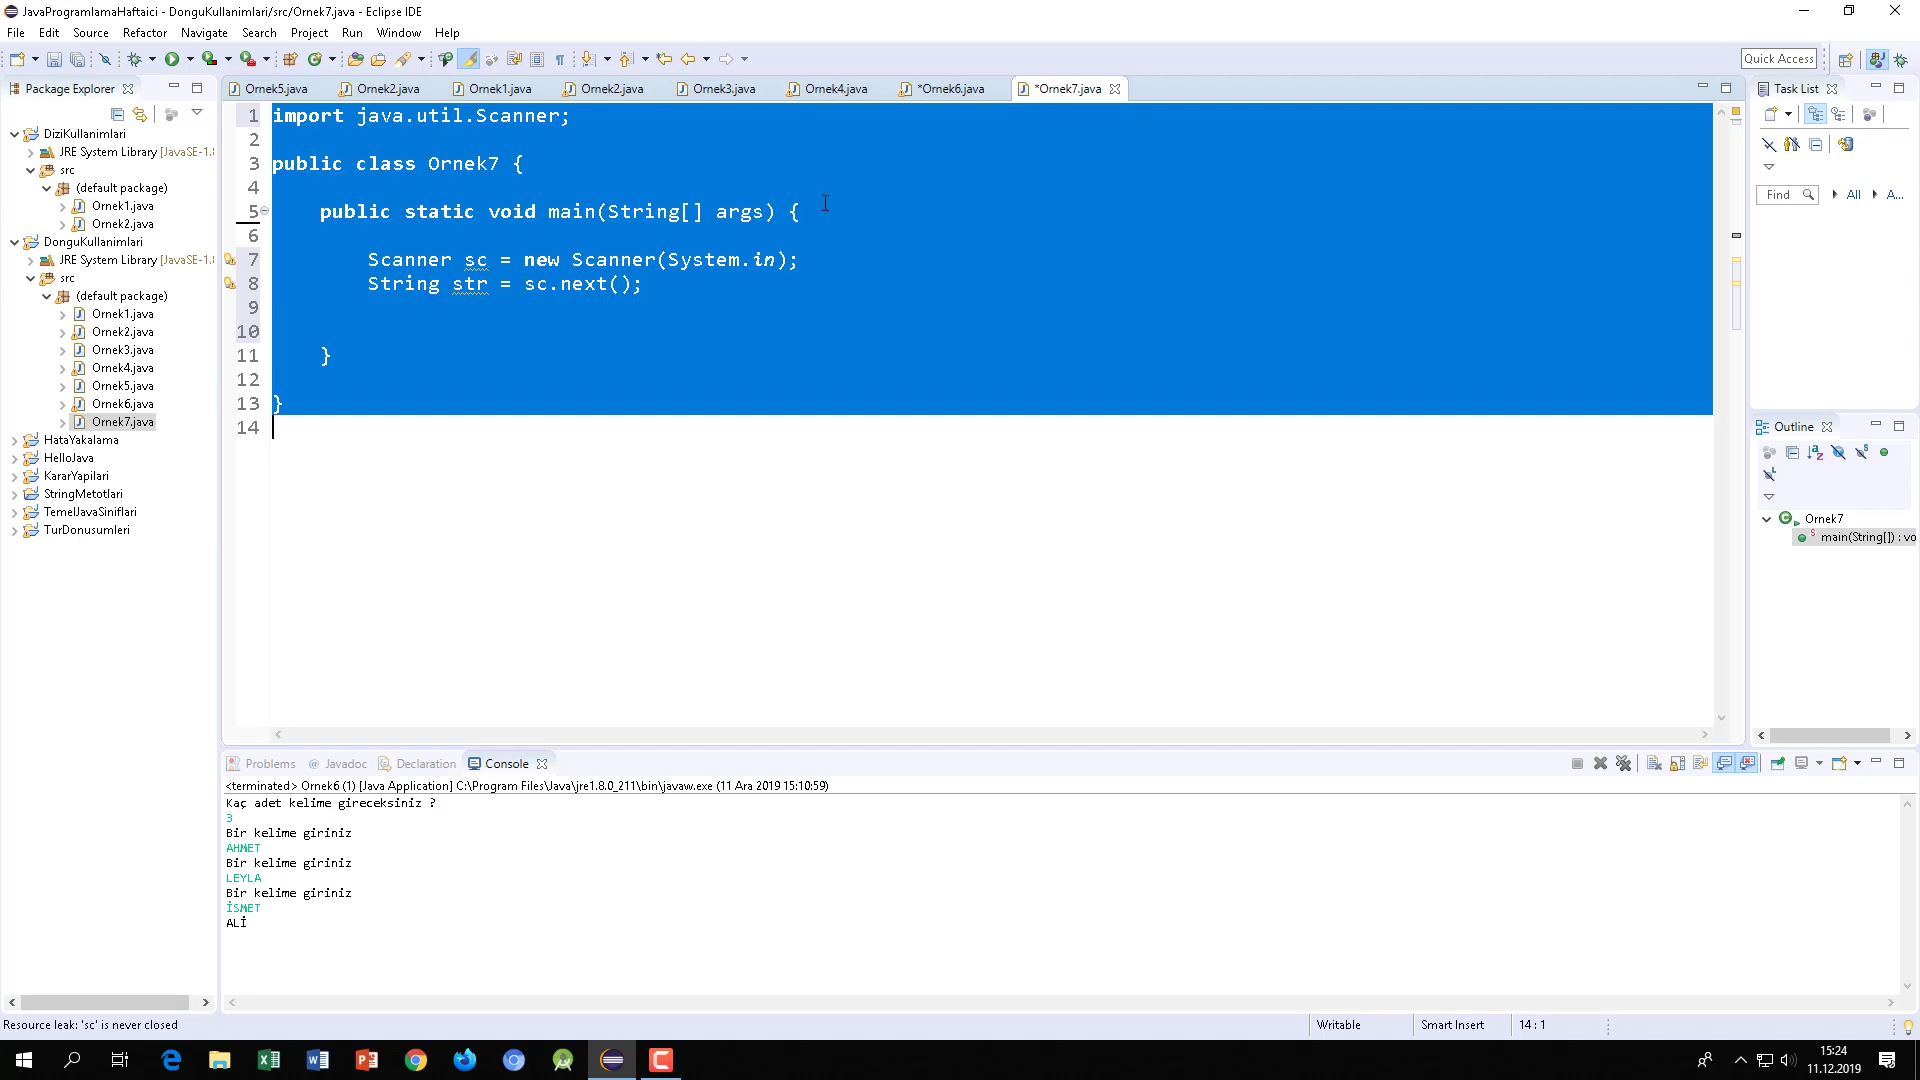 JavaProgramlamaHaftaici - DonguKullanimlari/src/Ornek7.java - Eclipse IDE
File Edit Source Refactor Navigate Search Project Run Window Help
Quick Access
Package Explorer
Ornek5.java Ornek2.java Ornek1.java Ornek2.java Ornek3.java Ornek4.java *Ornek6.java *Ornek7.java
Task List
DiziKullanimlari
JRE System Library [JavaSE-1.8
src
(default package)
Ornek1.java
Ornek2.java
DonguKullanimlari
JRE System Library [JavaSE-1.8
src
(default package)
Ornek1.java
Ornek2.java
Ornek3.java
Ornek4.java
Ornek5.java
Ornek6.java
Ornek7.java
HataYakalama
HelloJava
KararYapilari
StringMetotlari
TemelJavaSiniflari
TurDonusumleri
1 import java.util.Scanner;
2
3 public class Ornek7 {
4
5 public static void main(String[] args) {
6
7 Scanner sc = new Scanner(System.in);
8 String str = sc.next();
9
10
11 }
12
13 }
14
Find All A...
Outline
Ornek7
main(String[]) : vo
Problems Javadoc Declaration Console
<terminated> Ornek6 (1) [Java Application] C:\Program Files\Java\jre1.8.0_211\bin\javaw.exe (11 Ara 2019 15:10:59)
Kaç adet kelime gireceksiniz ?
3
Bir kelime giriniz
AHMET
Bir kelime giriniz
LEYLA
Bir kelime giriniz
İSMET
ALİ
Resource leak: 'sc' is never closed
Writable Smart Insert 14 : 1
15:24
11.12.2019